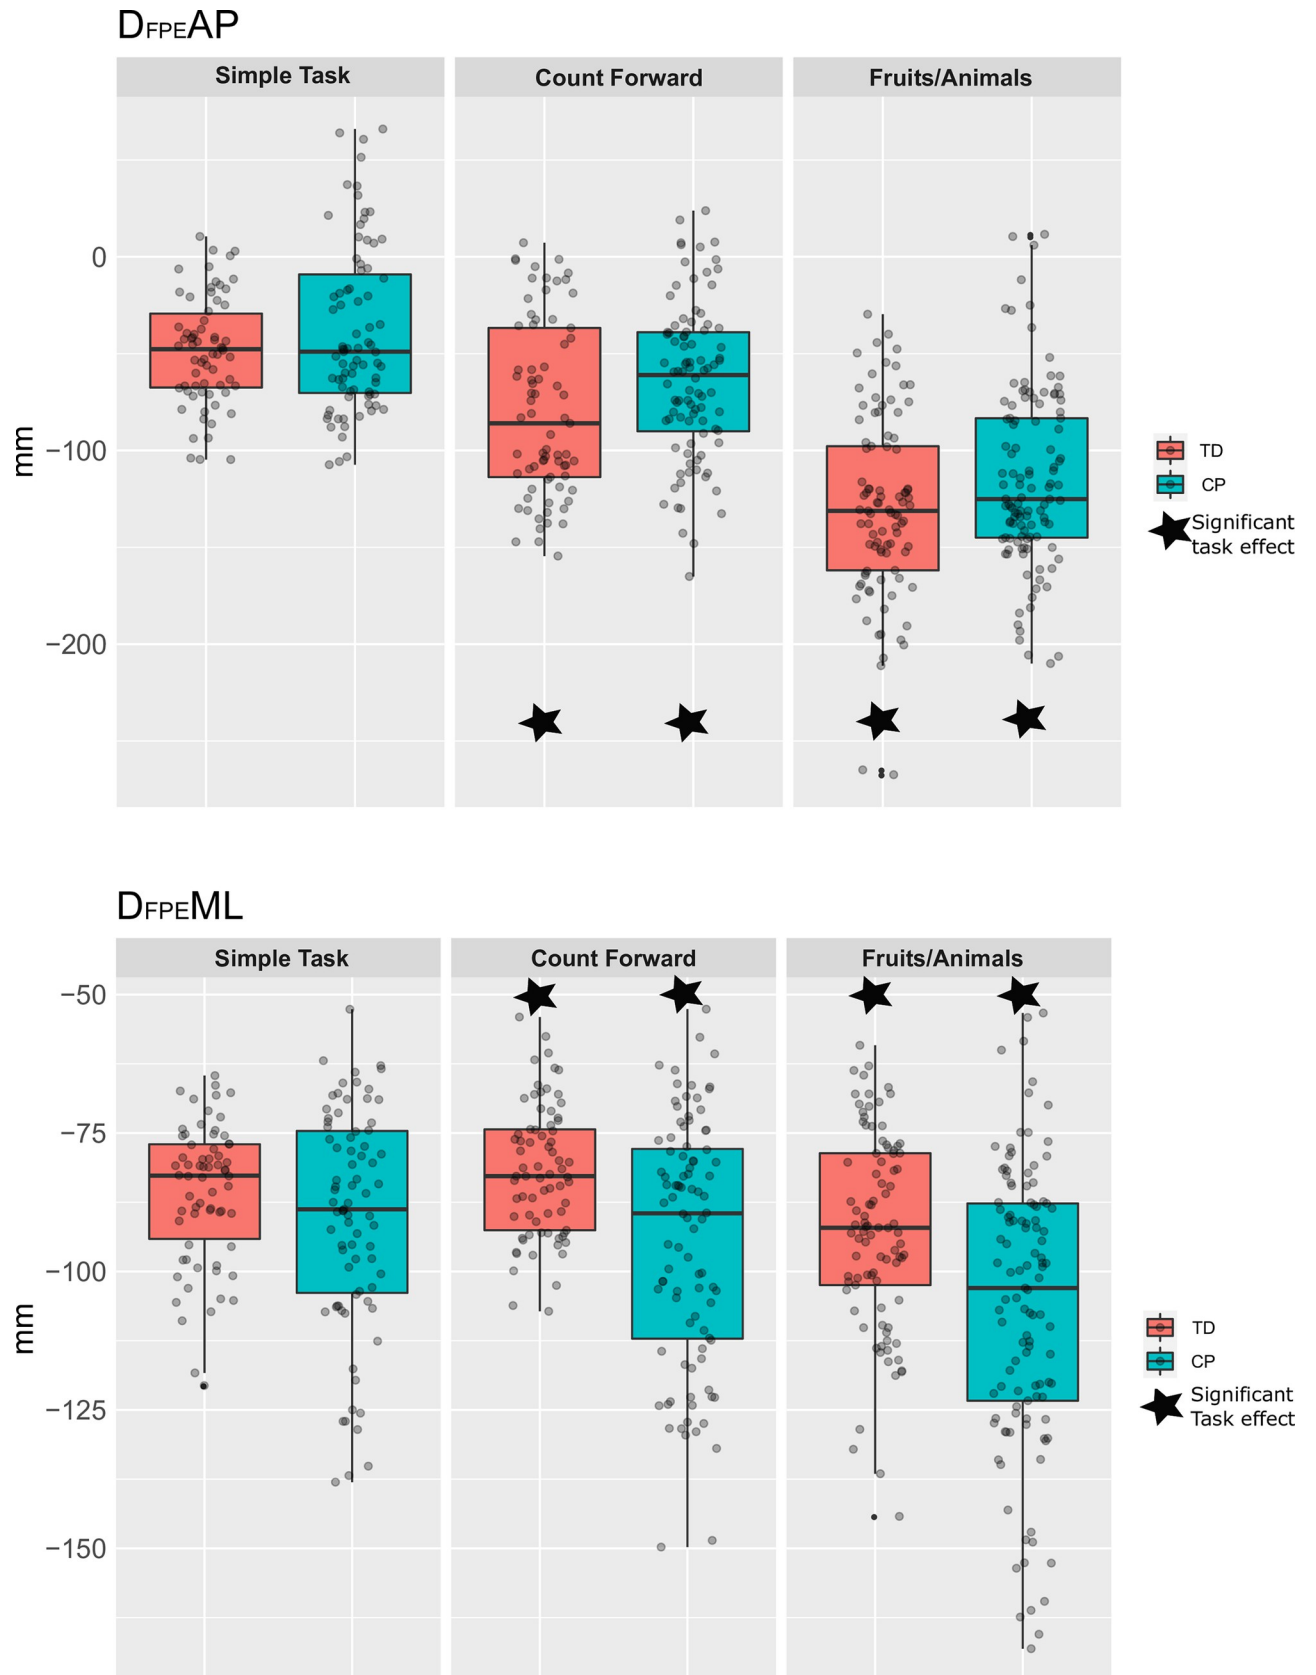 DFPEAP
Simple Task
Count Forward
Fruits/Animals
0
−100
−200
mm
TD
CP
Significant
task effect
DFPEML
Simple Task
Count Forward
Fruits/Animals
−50
−75
−100
−125
−150
mm
TD
CP
Significant
Task effect